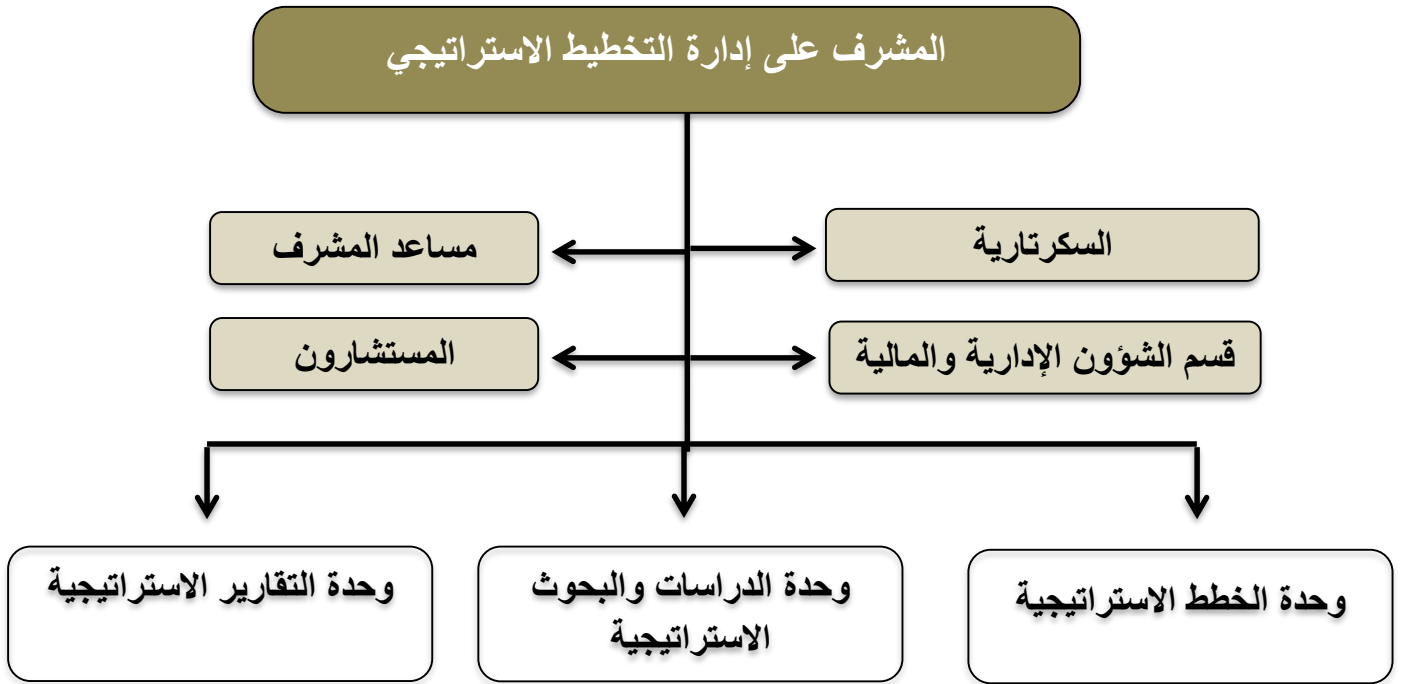 المشرف على إدارة التخطيط الاستراتيجي
السكرتارية
مساعد المشرف
قسم الشؤون الإدارية والمالية
المستشارون
وحدة الخطط الاستراتيجية
وحدة الدراسات والبحوث
الاستراتيجية
وحدة التقارير الاستراتيجية